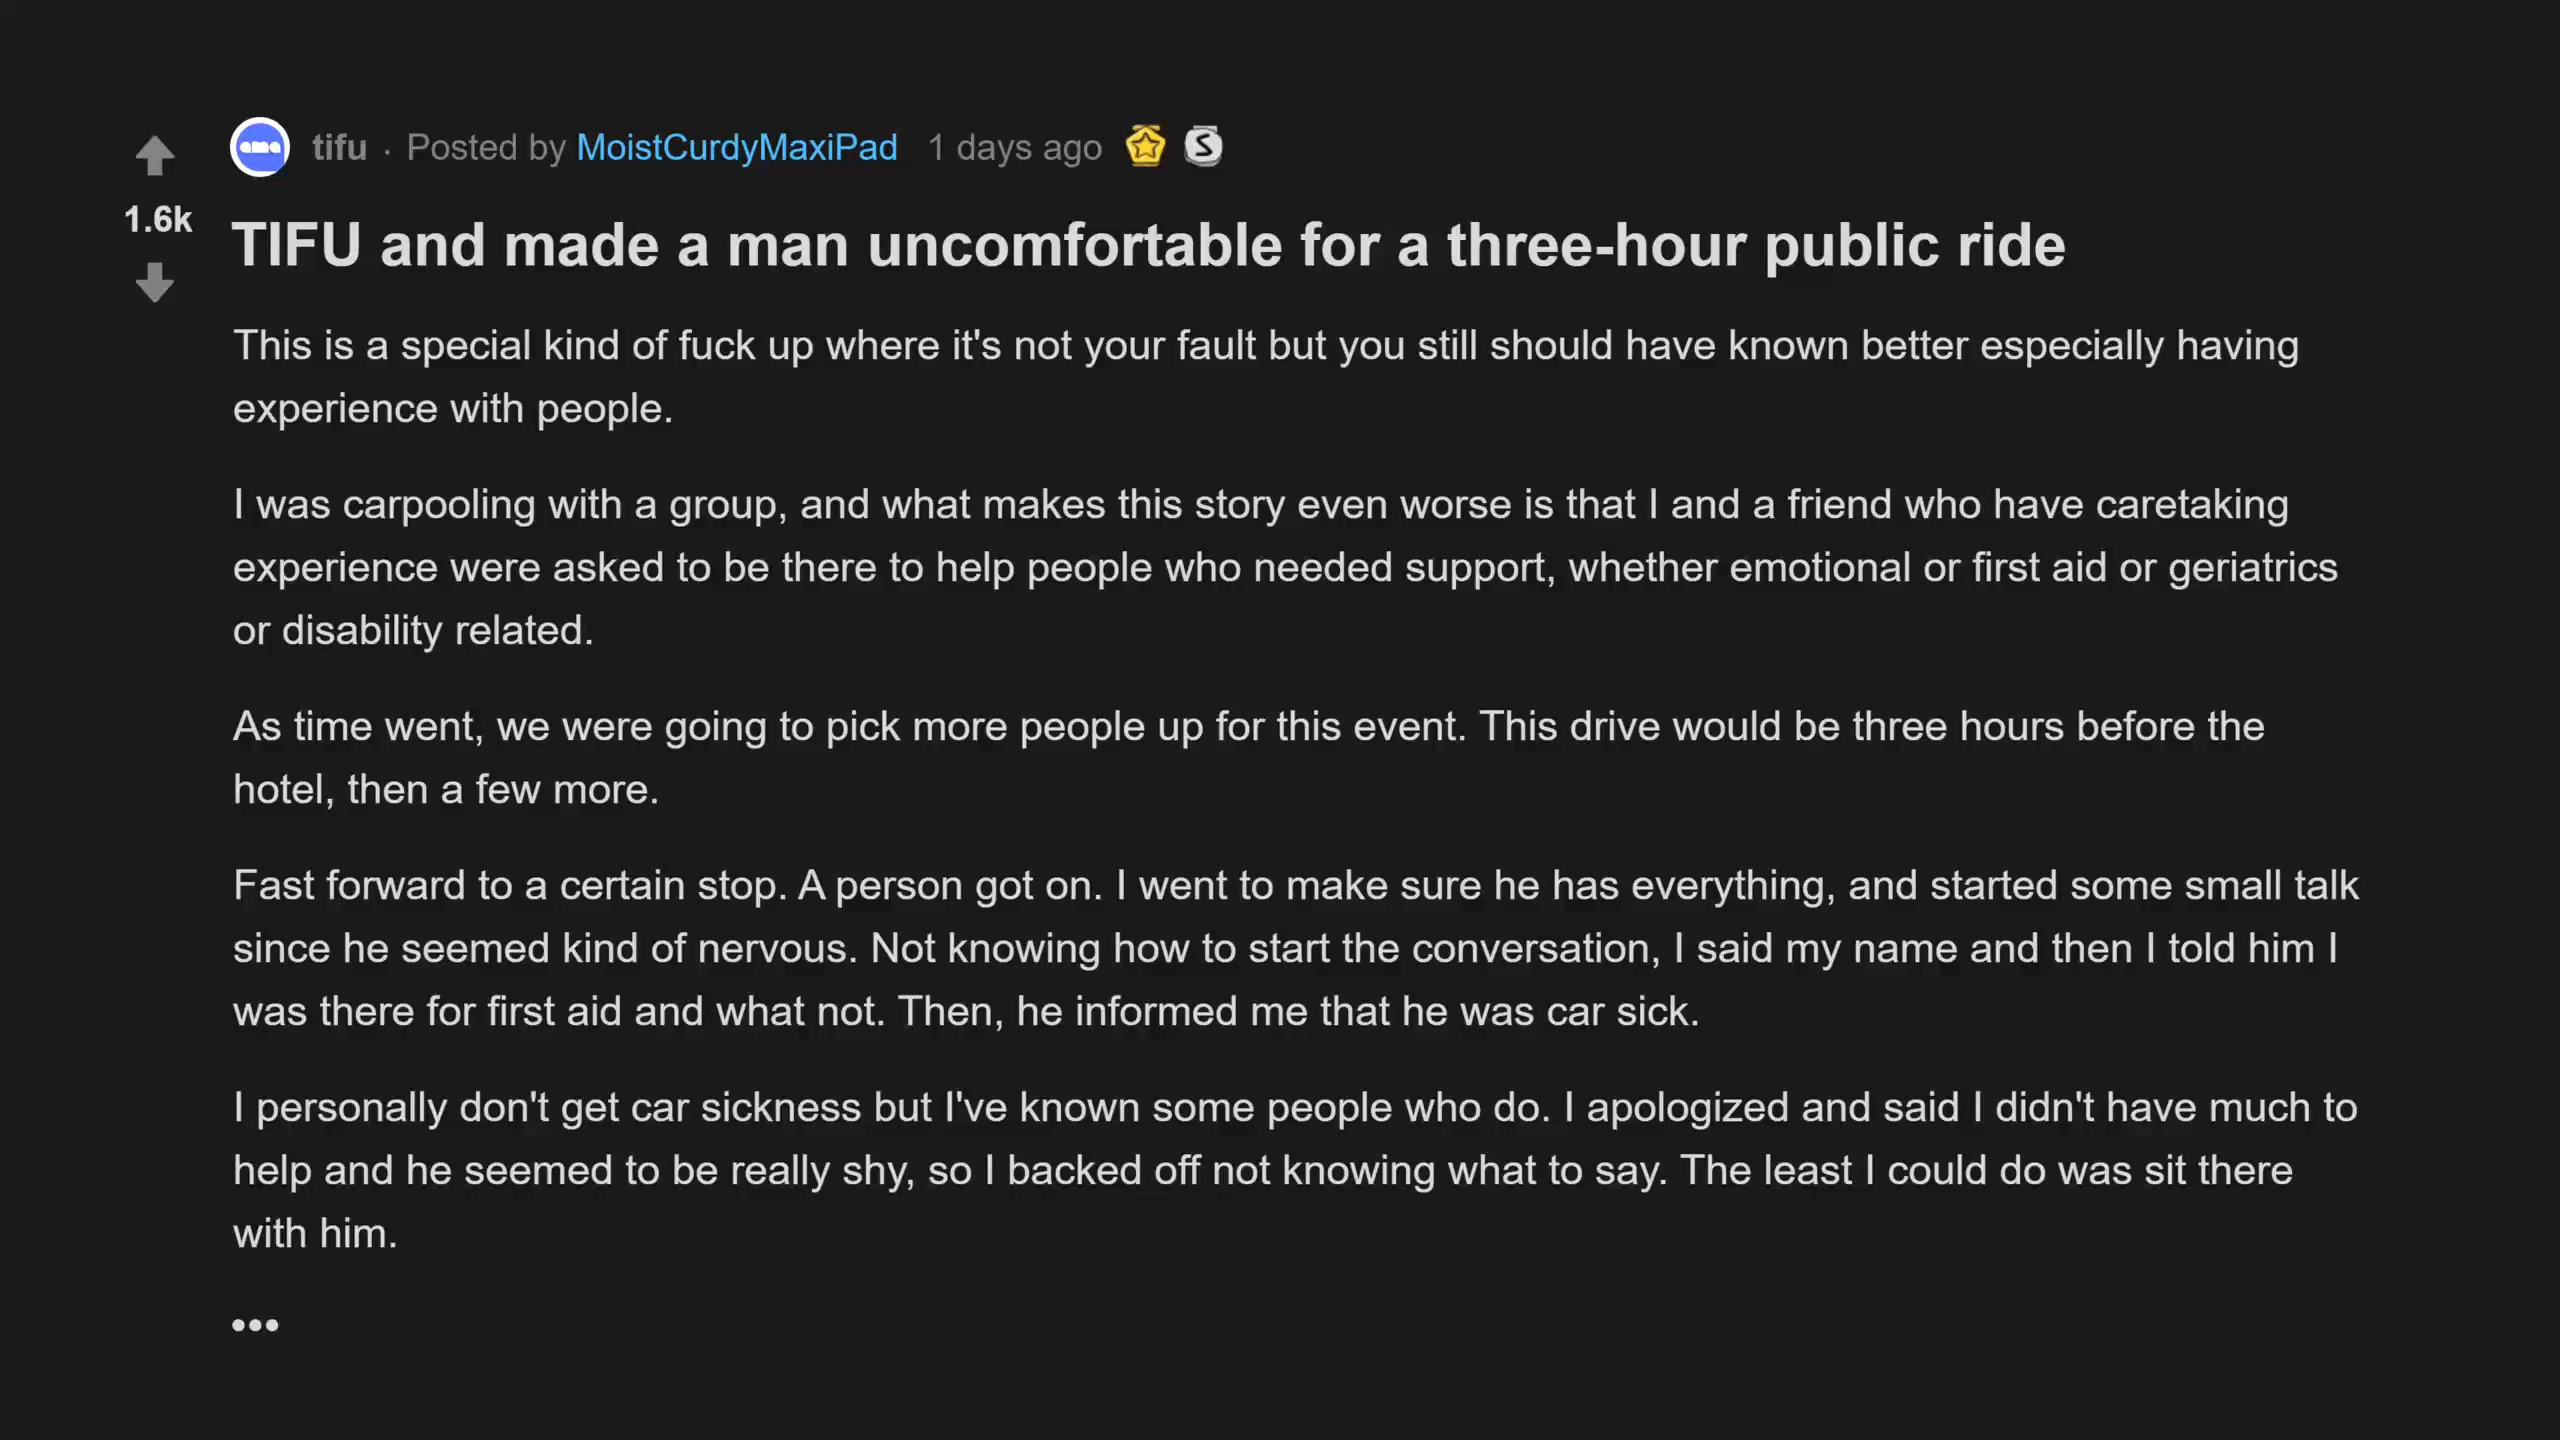 ama tifu · Posted by MoistCurdyMaxiPad 1 days ago S
1.6k
TIFU and made a man uncomfortable for a three-hour public ride
This is a special kind of fuck up where it's not your fault but you still should have known better especially having
experience with people.
I was carpooling with a group, and what makes this story even worse is that I and a friend who have caretaking
experience were asked to be there to help people who needed support, whether emotional or first aid or geriatrics
or disability related.
As time went, we were going to pick more people up for this event. This drive would be three hours before the
hotel, then a few more.
Fast forward to a certain stop. A person got on. I went to make sure he has everything, and started some small talk
since he seemed kind of nervous. Not knowing how to start the conversation, I said my name and then I told him I
was there for first aid and what not. Then, he informed me that he was car sick.
I personally don't get car sickness but I've known some people who do. I apologized and said I didn't have much to
help and he seemed to be really shy, so I backed off not knowing what to say. The least I could do was sit there
with him.
•••